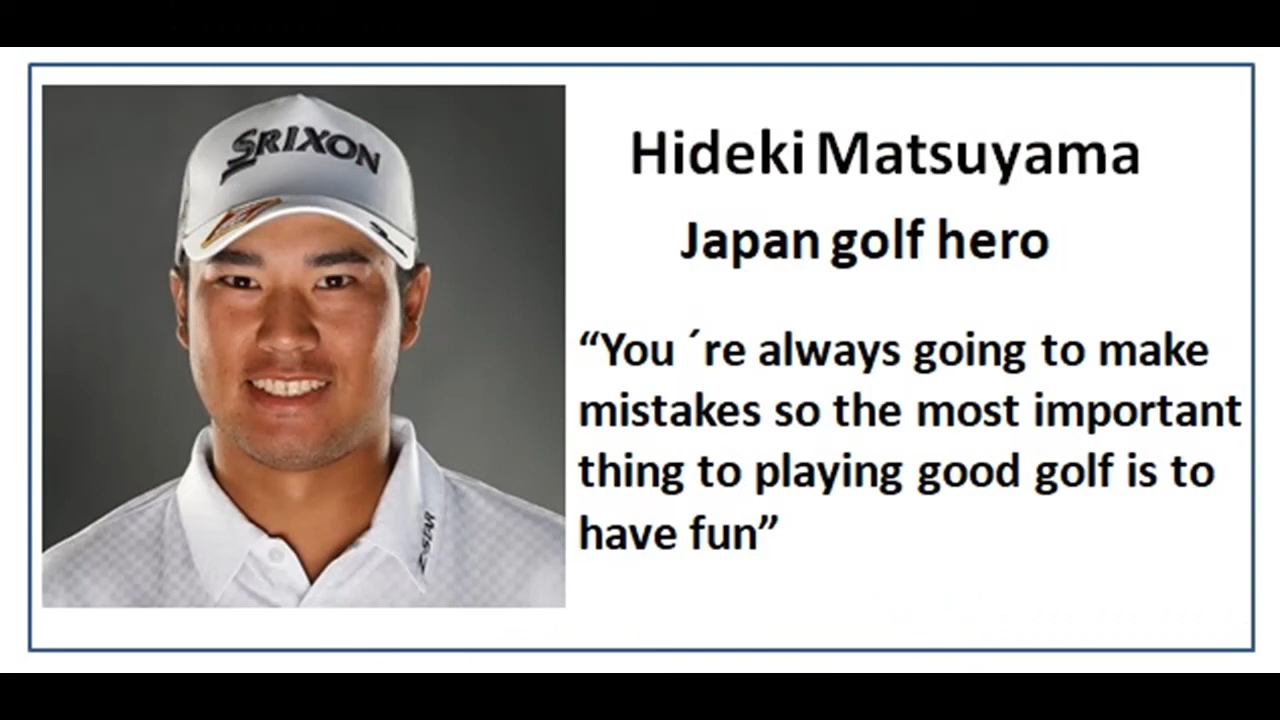 SRIXON
Z-STAR
Hideki Matsuyama
Japan golf hero
“You ´re always going to make
mistakes so the most important
thing to playing good golf is to
have fun”